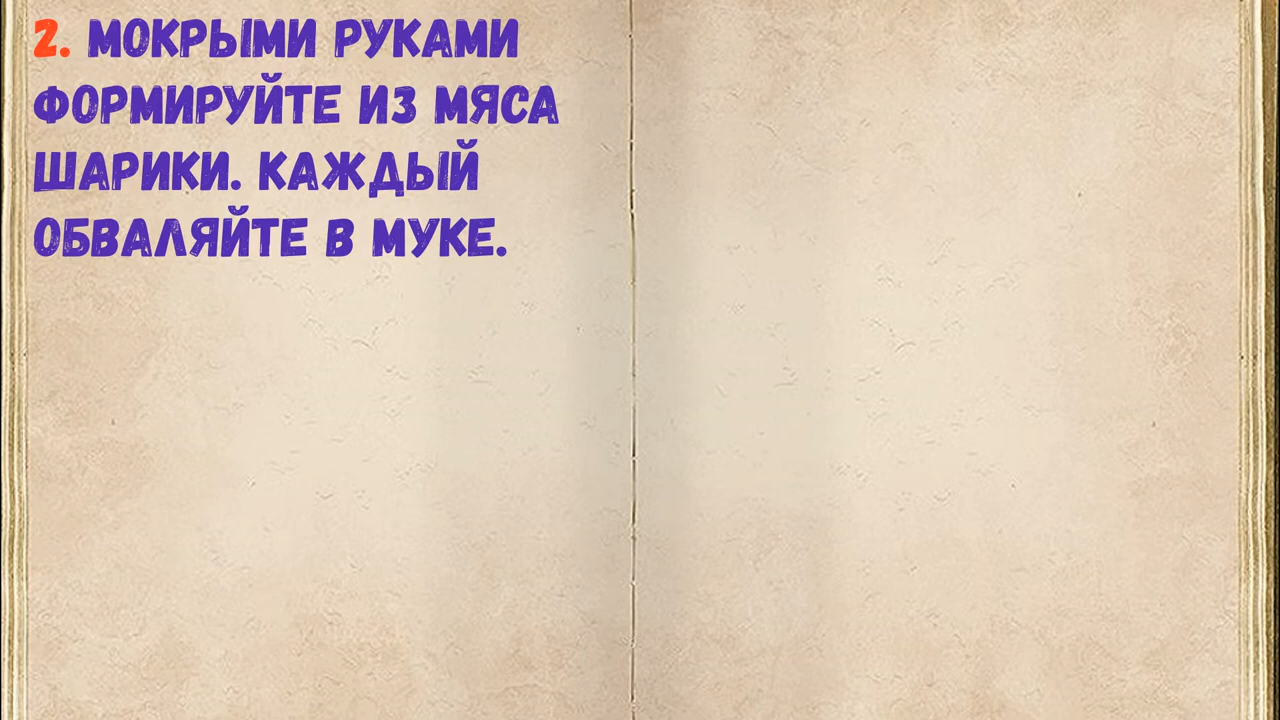 2. МОКРЫМИ РУКАМИ
ФОРМИРУЙТЕ ИЗ МЯСА
ШАРИКИ. КАЖДЫЙ
ОБВАЛЯЙТЕ В МУКЕ.